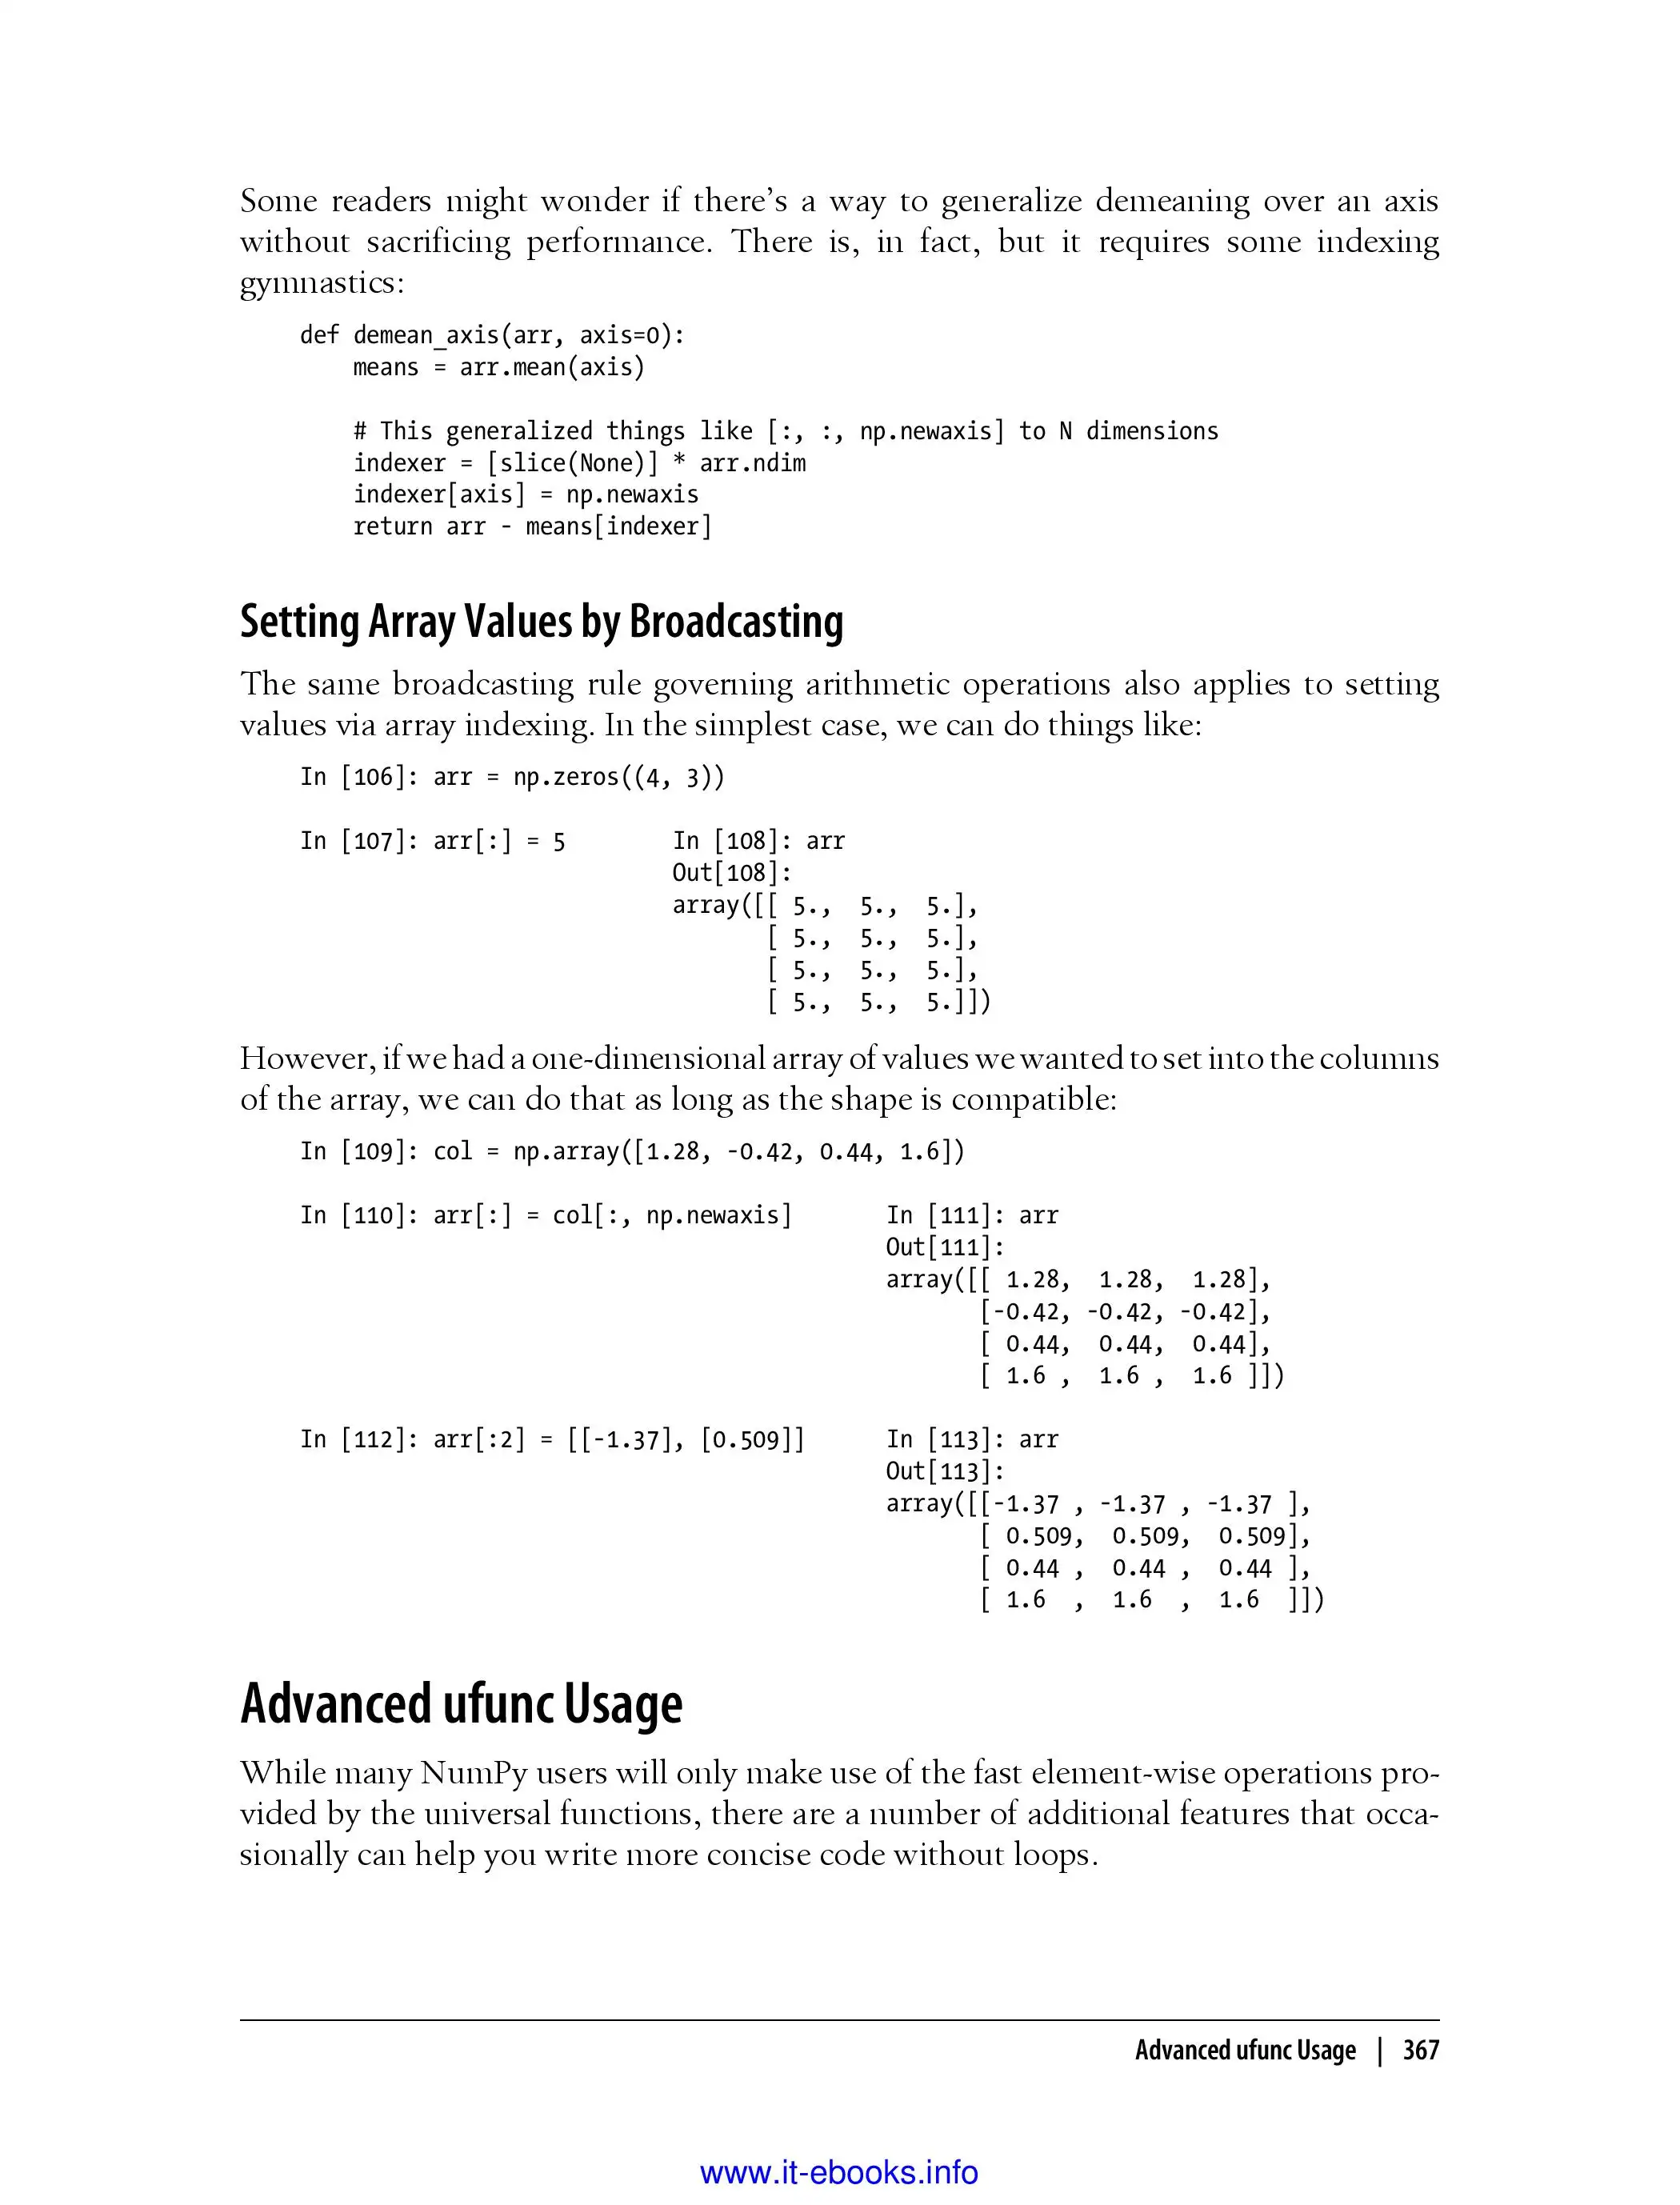 Some readers might wonder if there’s a way to generalize demeaning over an axis
without sacrificing performance. There is, in fact, but it requires some indexing
gymnastics:
def demean_axis(arr, axis=0):
    means = arr.mean(axis)
    # This generalized things like [:, :, np.newaxis] to N dimensions
    indexer = [slice(None)] * arr.ndim
    indexer[axis] = np.newaxis
    return arr - means[indexer]
Setting Array Values by Broadcasting
The same broadcasting rule governing arithmetic operations also applies to setting
values via array indexing. In the simplest case, we can do things like:
In [106]: arr = np.zeros((4, 3))
In [107]: arr[:] = 5        In [108]: arr
                            Out[108]:
                            array([[ 5.,  5.,  5.],
                                   [ 5.,  5.,  5.],
                                   [ 5.,  5.,  5.],
                                   [ 5.,  5.,  5.]])
However, if we had a one-dimensional array of values we wanted to set into the columns
of the array, we can do that as long as the shape is compatible:
In [109]: col = np.array([1.28, -0.42, 0.44, 1.6])
In [110]: arr[:] = col[:, np.newaxis]       In [111]: arr
                                            Out[111]:
                                            array([[ 1.28,  1.28,  1.28],
                                                   [-0.42, -0.42, -0.42],
                                                   [ 0.44,  0.44,  0.44],
                                                   [ 1.6 ,  1.6 ,  1.6 ]])
In [112]: arr[:2] = [[-1.37], [0.509]]      In [113]: arr
                                            Out[113]:
                                            array([[-1.37 , -1.37 , -1.37 ],
                                                   [ 0.509,  0.509,  0.509],
                                                   [ 0.44 ,  0.44 ,  0.44 ],
                                                   [ 1.6  ,  1.6  ,  1.6  ]])
Advanced ufunc Usage
While many NumPy users will only make use of the fast element-wise operations pro-
vided by the universal functions, there are a number of additional features that occa-
sionally can help you write more concise code without loops.
Advanced ufunc Usage | 367
www.it-ebooks.info